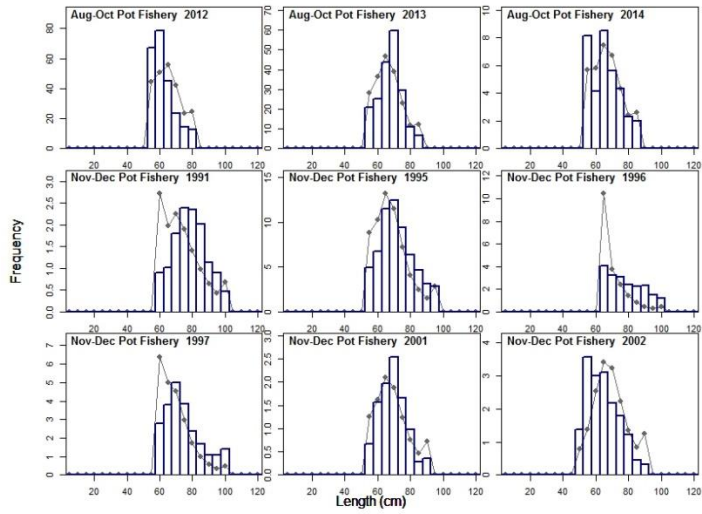 Aug-Oct Pot Fishery 2012
Aug-Oct Pot Fishery 2013
Aug-Oct Pot Fishery 2014
0 20 40 60 80
0 10 20 30 40 50 60 70
0 2 4 6 8 10
20 40 60 80 100 120
20 40 60 80 100 120
20 40 60 80 100 120
Nov-Dec Pot Fishery 1991
Nov-Dec Pot Fishery 1995
Nov-Dec Pot Fishery 1996
0.0 0.5 1.0 1.5 2.0 2.5 3.0
0 5 10 15
0 2 4 6 8 10 12
Frequency
20 40 60 80 100 120
20 40 60 80 100 120
20 40 60 80 100 120
Nov-Dec Pot Fishery 1997
Nov-Dec Pot Fishery 2001
Nov-Dec Pot Fishery 2002
0 1 2 3 4 5 6 7
0.0 0.5 1.0 1.5 2.0 2.5 3.0
0 1 2 3 4
20 40 60 80 100 120
20 40 60 80 100 120
20 40 60 80 100 120
Length (cm)